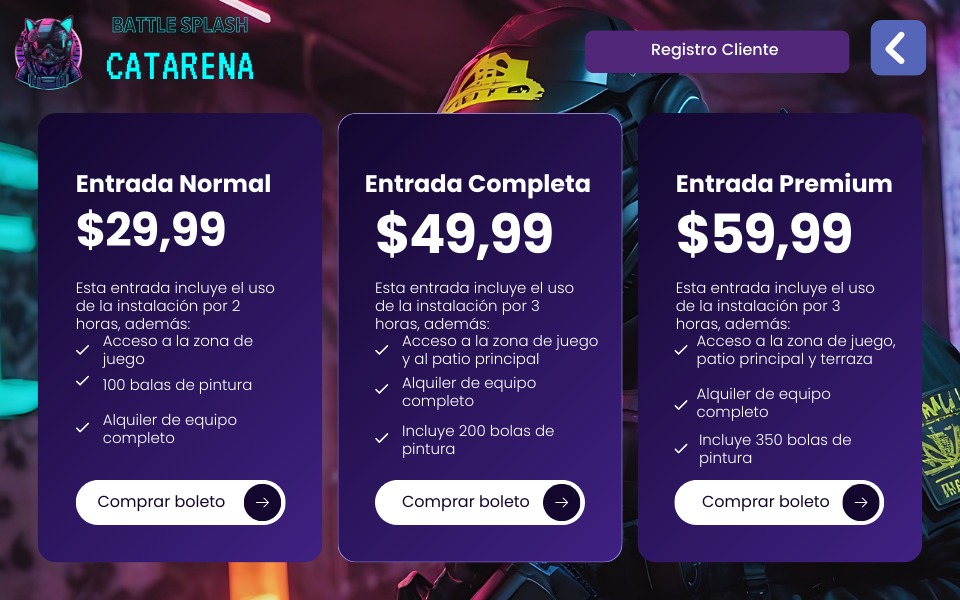 BATTLE SPLASH
CATARENA
Registro Cliente
Entrada Normal
$29,99
Esta entrada incluye el uso
de la instalación por 2
horas, además:
Acceso a la zona de
juego
100 balas de pintura
Alquiler de equipo
completo
Comprar boleto
Entrada Completa
$49,99
Esta entrada incluye el uso
de la instalación por 3
horas, además:
Acceso a la zona de juego
y al patio principal
Alquiler de equipo
completo
Incluye 200 bolas de
pintura
Comprar boleto
Entrada Premium
$59,99
Esta entrada incluye el uso
de la instalación por 3
horas, además:
Acceso a la zona de juego,
patio principal y terraza
Alquiler de equipo
completo
Incluye 350 bolas de
pintura
Comprar boleto